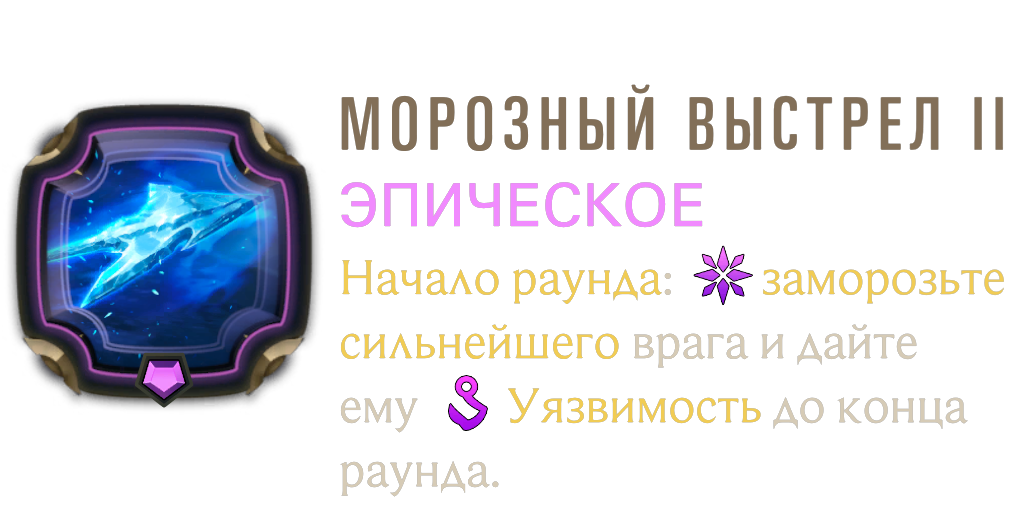 МОРОЗНЫЙ ВЫСТРЕЛ II
ЭПИЧЕСКОЕ
Начало раунда: заморозьте
сильнейшего врага и дайте
ему Уязвимость до конца
раунда.